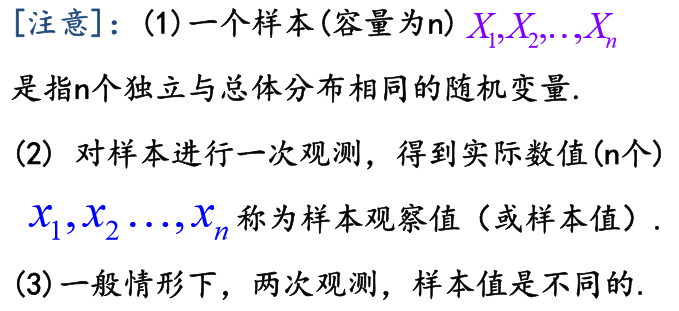 [注意]: (1)一个样本(容量为n) X₁,X₂,..,Xₙ
是指n个独立与总体分布相同的随机变量.
(2) 对样本进行一次观测，得到实际数值(n个)
x₁,x₂...,xₙ 称为样本观察值（或样本值）.
(3)一般情形下，两次观测，样本值是不同的.